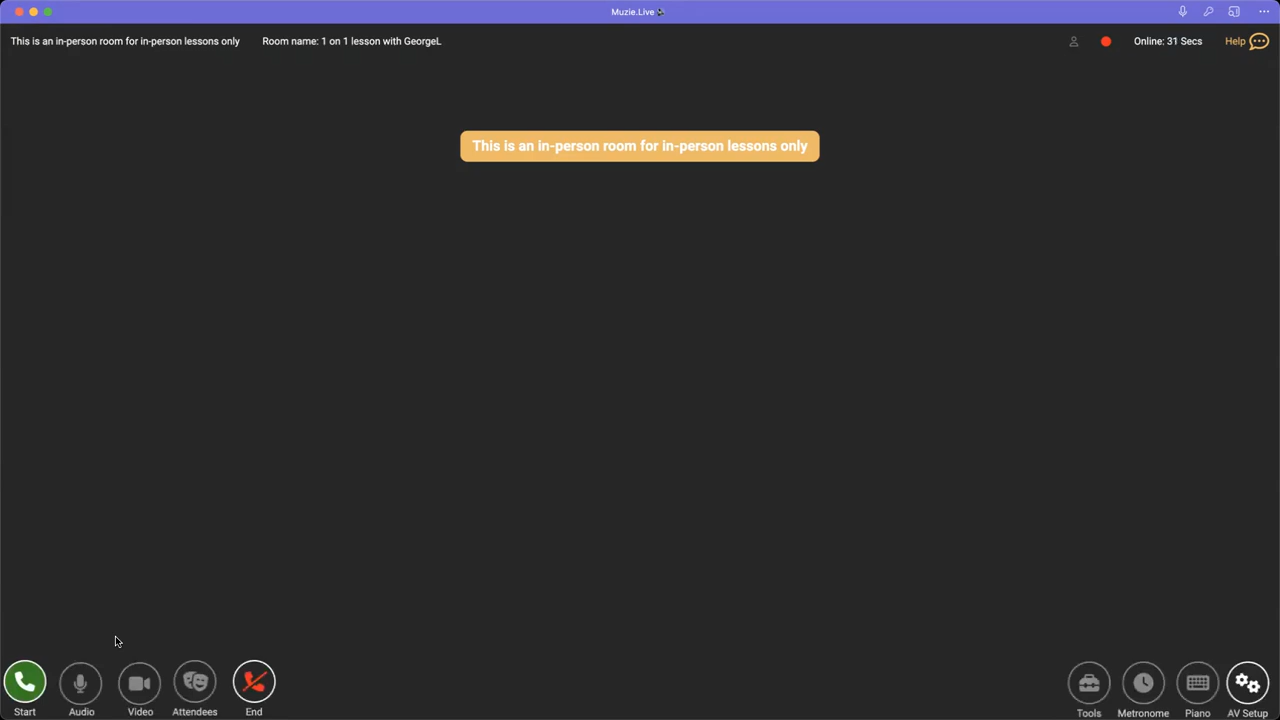 Muzie.Live
This is an in-person room for in-person lessons only
Room name: 1 on 1 lesson with GeorgeL
Online: 31 Secs
Help
This is an in-person room for in-person lessons only
Start
Audio
Video
Attendees
End
Tools
Metronome
Piano
AV Setup